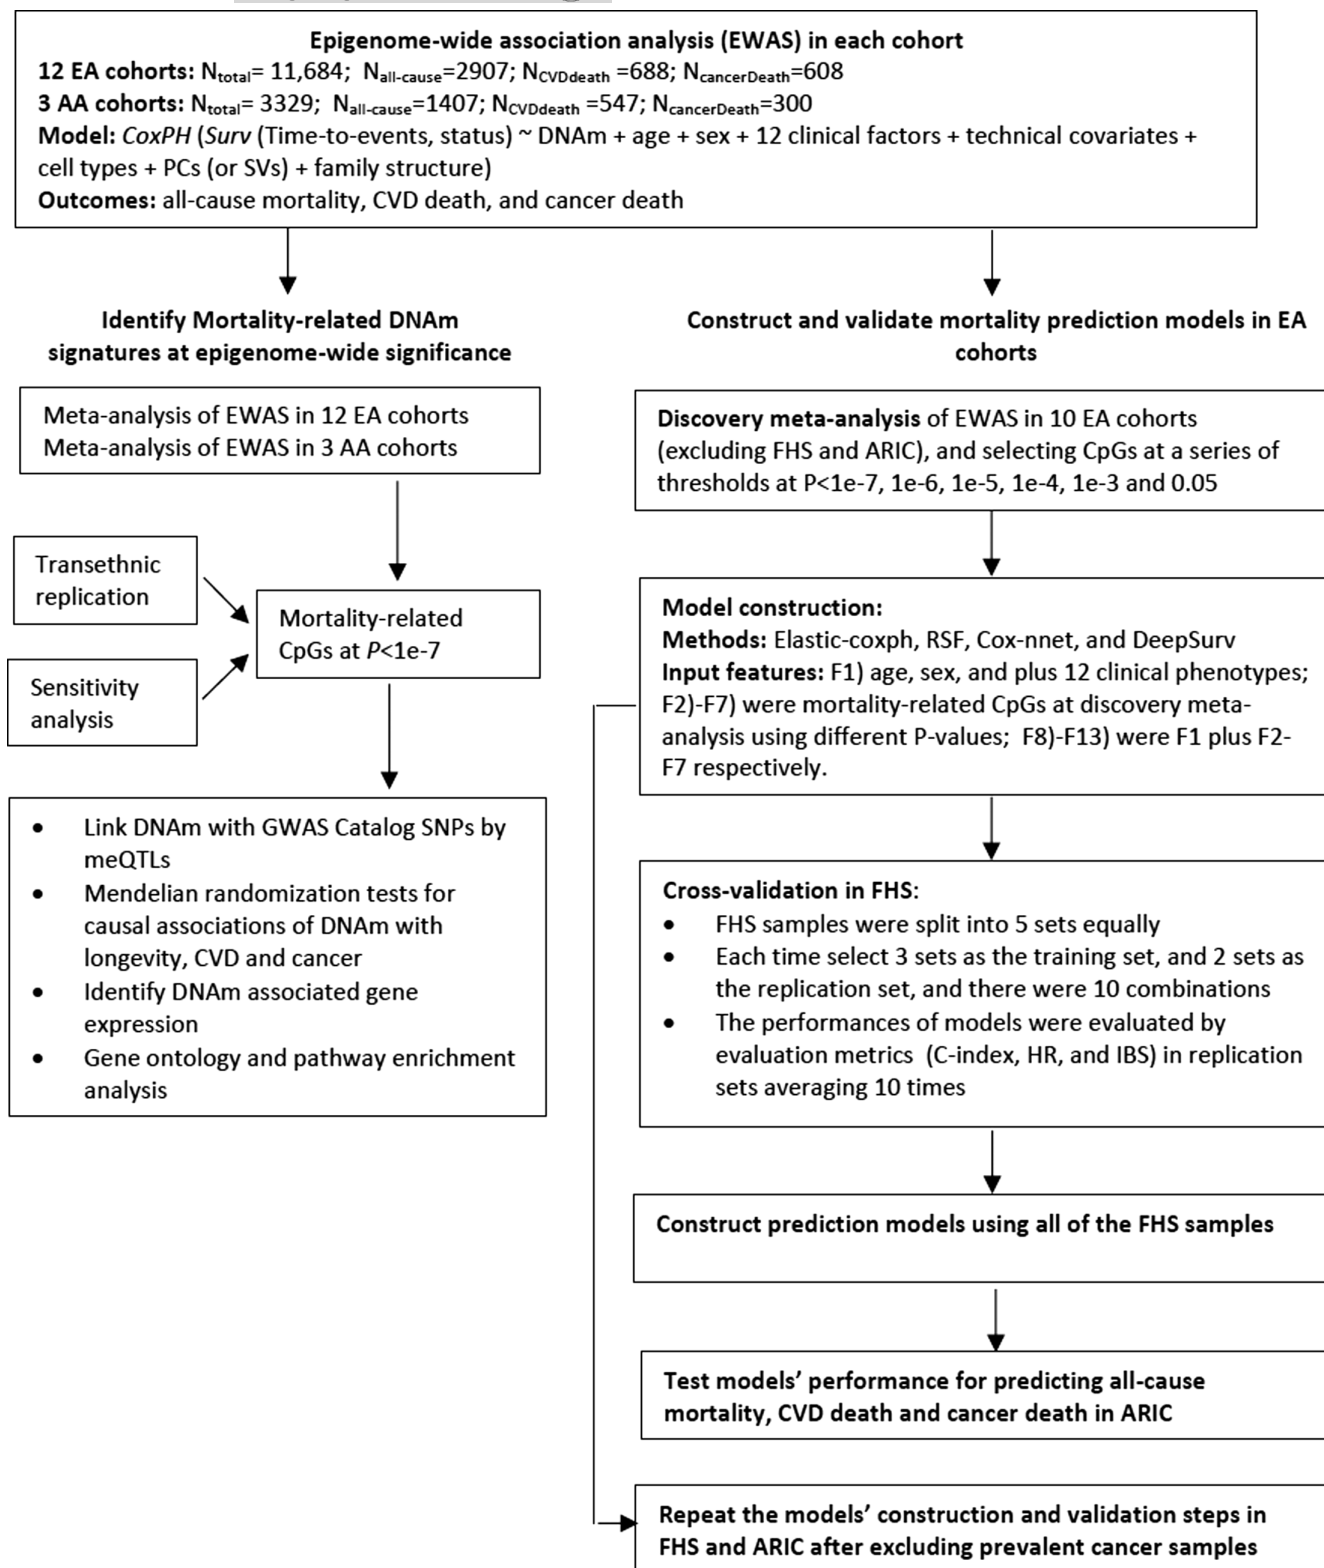 Epigenome-wide association analysis (EWAS) in each cohort
12 EA cohorts: Ntotal= 11,684; Nall-cause=2907; NCVDdeath =688; NcancerDeath=608
3 AA cohorts: Ntotal= 3329; Nall-cause=1407; NCVDdeath =547; NcancerDeath=300
Model: CoxPH (Surv (Time-to-events, status) ~ DNAm + age + sex + 12 clinical factors + technical covariates +
cell types + PCs (or SVs) + family structure)
Outcomes: all-cause mortality, CVD death, and cancer death
Identify Mortality-related DNAm
signatures at epigenome-wide significance
Meta-analysis of EWAS in 12 EA cohorts
Meta-analysis of EWAS in 3 AA cohorts
Transethnic
replication
Mortality-related
CpGs at P<1e-7
Sensitivity
analysis
• Link DNAm with GWAS Catalog SNPs by
meQTLs
• Mendelian randomization tests for
causal associations of DNAm with
longevity, CVD and cancer
• Identify DNAm associated gene
expression
• Gene ontology and pathway enrichment
analysis
Construct and validate mortality prediction models in EA
cohorts
Discovery meta-analysis of EWAS in 10 EA cohorts
(excluding FHS and ARIC), and selecting CpGs at a series of
thresholds at P<1e-7, 1e-6, 1e-5, 1e-4, 1e-3 and 0.05
Model construction:
Methods: Elastic-coxph, RSF, Cox-nnet, and DeepSurv
Input features: F1) age, sex, and plus 12 clinical phenotypes;
F2)-F7) were mortality-related CpGs at discovery meta-
analysis using different P-values; F8)-F13) were F1 plus F2-
F7 respectively.
Cross-validation in FHS:
• FHS samples were split into 5 sets equally
• Each time select 3 sets as the training set, and 2 sets as
the replication set, and there were 10 combinations
• The performances of models were evaluated by
evaluation metrics (C-index, HR, and IBS) in replication
sets averaging 10 times
Construct prediction models using all of the FHS samples
Test models' performance for predicting all-cause
mortality, CVD death and cancer death in ARIC
Repeat the models' construction and validation steps in
FHS and ARIC after excluding prevalent cancer samples